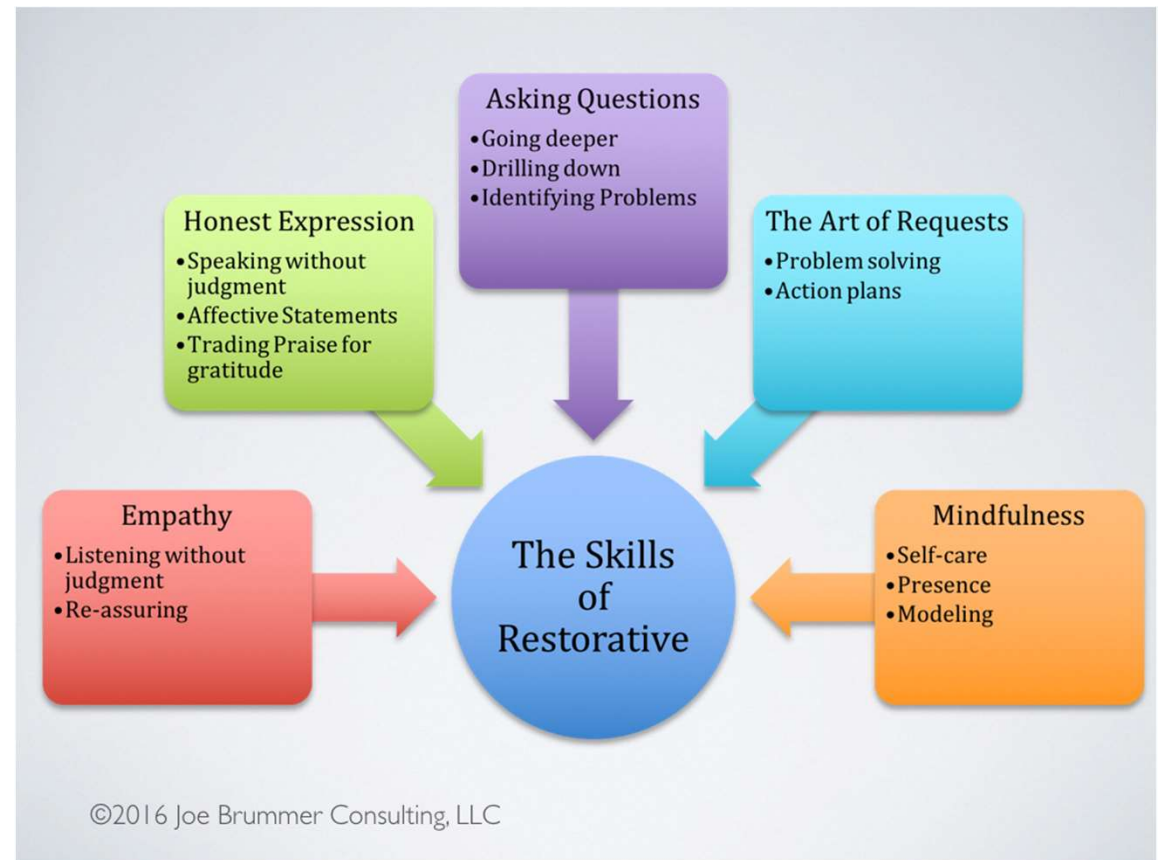 Asking Questions
•Going deeper
•Drilling down
•Identifying Problems
Honest Expression
•Speaking without
judgment
•Affective Statements
•Trading Praise for
gratitude
The Art of Requests
•Problem solving
•Action plans
Empathy
•Listening without
judgment
•Re-assuring
The Skills
of
Restorative
Mindfulness
•Self-care
•Presence
•Modeling
©2016 Joe Brummer Consulting, LLC